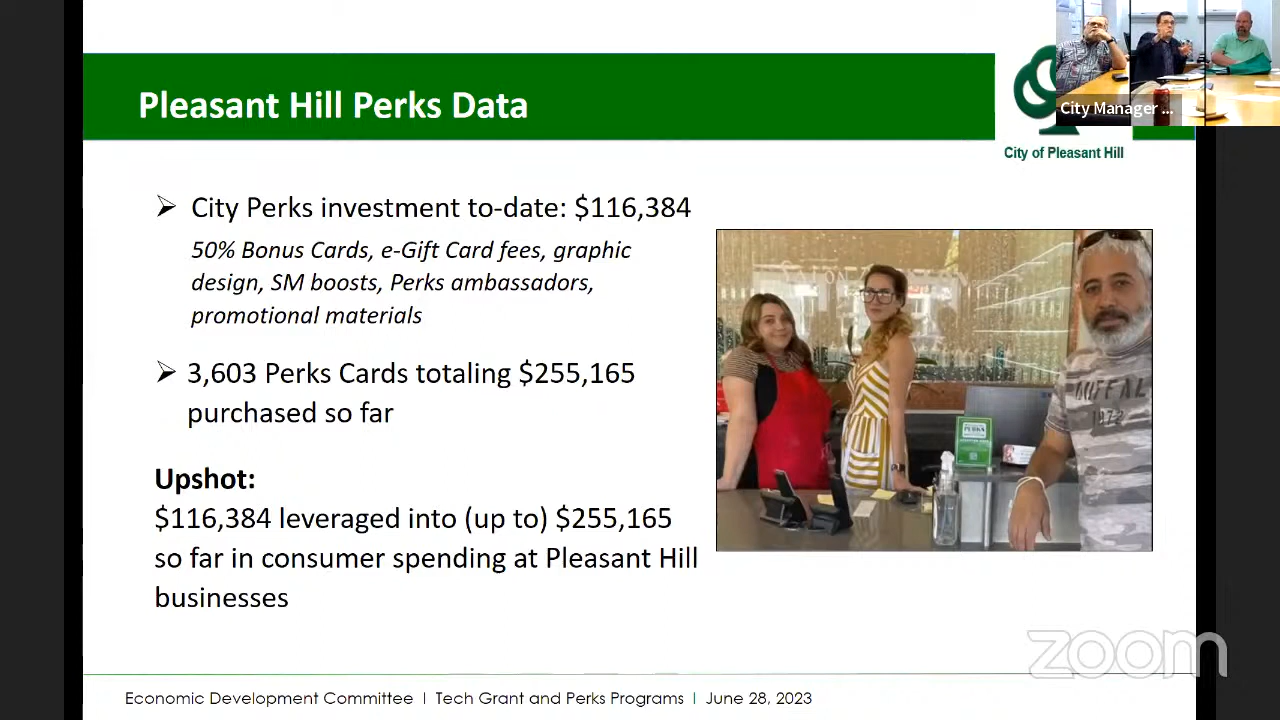 Pleasant Hill Perks Data
City Manager ...
City of Pleasant Hill
➢ City Perks investment to-date: $116,384
50% Bonus Cards, e-Gift Card fees, graphic
design, SM boosts, Perks ambassadors,
promotional materials
➢ 3,603 Perks Cards totaling $255,165
purchased so far
Upshot:
$116,384 leveraged into (up to) $255,165
so far in consumer spending at Pleasant Hill
businesses
SALON
PERKS
BUFFAL
1972
zoom
Economic Development Committee | Tech Grant and Perks Programs | June 28, 2023